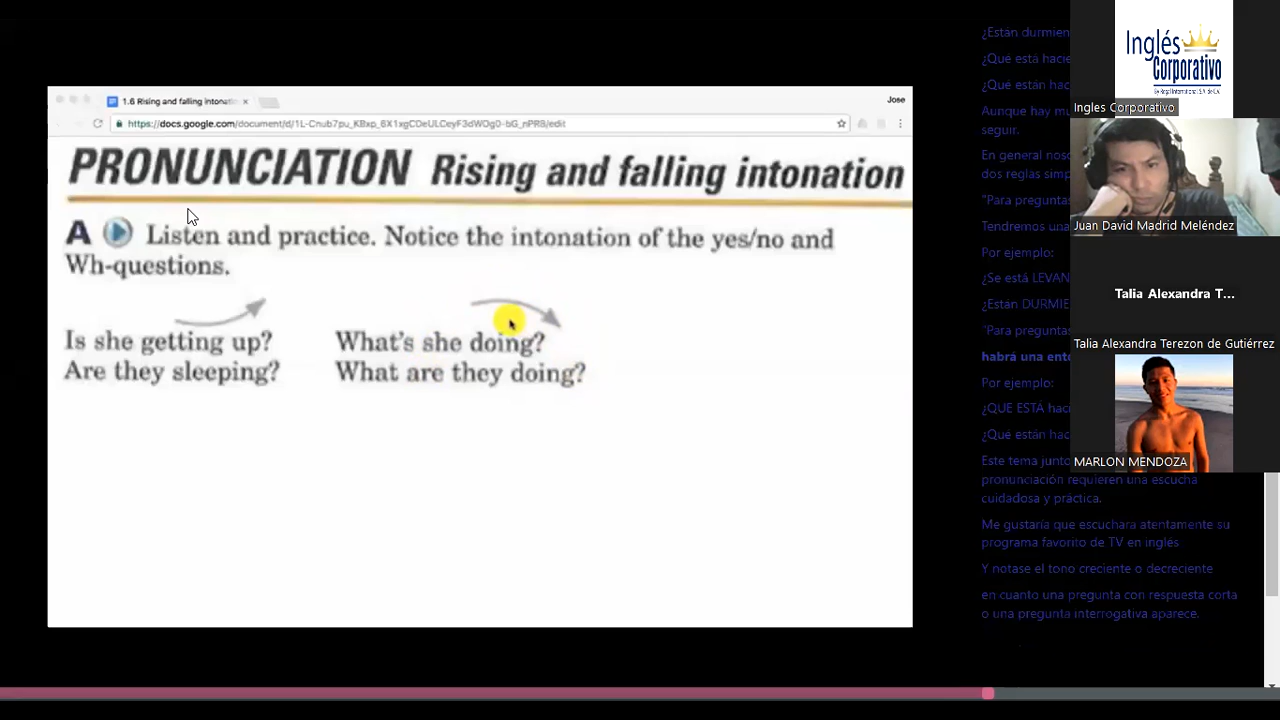 1.6 Rising and falling intonati
Jose
https://docs.google.com/document/d/1L-Cnub7pu_KBxp_6X1xgCDeULCeyF3dWOg0-bG_nPR8/edit
PRONUNCIATION Rising and falling intonation
A Listen and practice. Notice the intonation of the yes/no and
Wh-questions.
Is she getting up?
Are they sleeping?
What's she doing?
What are they doing?
¿Están durmien
¿Qué está hacie
¿Qué están hac
Aunque hay mu
seguir.
En general noso
dos reglas simp
"Para preguntas
Tendremos una
Por ejemplo:
¿Se está LEVAN
¿Están DURMIE
"Para pregunta
habrá una ento
Por ejemplo:
¿QUE ESTÁ haci
¿Qué están hac
Este tema junto
pronunciación requieren una escucha
cuidadosa y práctica.
Me gustaría que escuchara atentamente su
programa favorito de TV en inglés
Y notase el tono creciente o decreciente
en cuanto una pregunta con respuesta corta
o una pregunta interrogativa aparece.
Inglés
Corporativo
Ingles Corporativo
Juan David Madrid Meléndez
Talia Alexandra T...
Talia Alexandra Terezon de Gutiérrez
MARLON MENDOZA